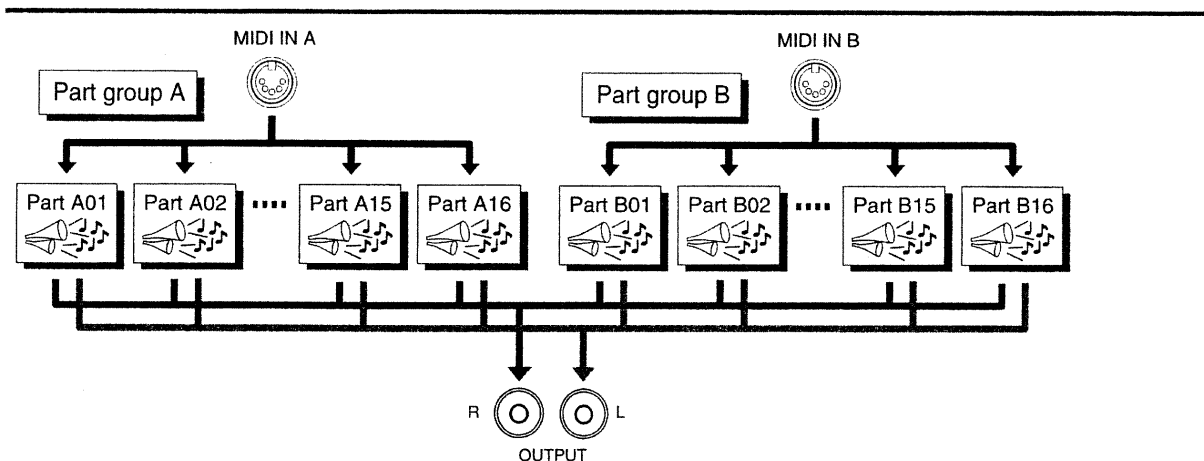 MIDI IN A
MIDI IN B
Part group A
Part group B
Part A01
Part A02
Part A15
Part A16
Part B01
Part B02
Part B15
Part B16
R
L
OUTPUT